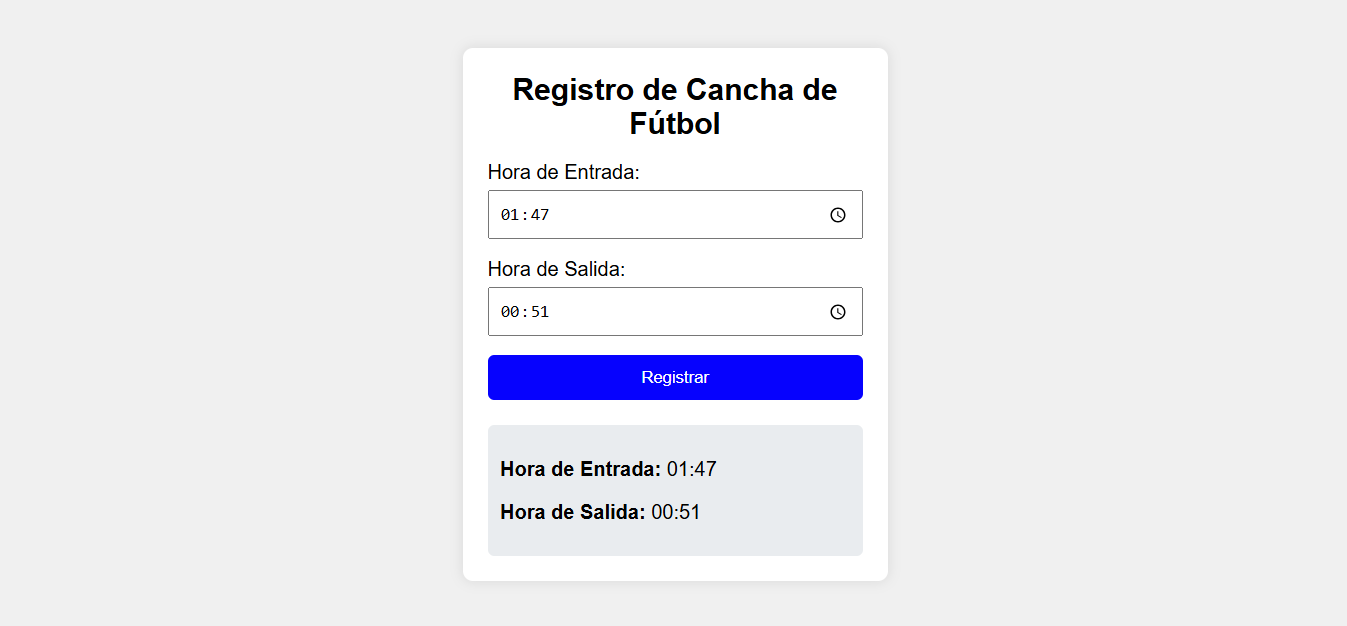 Registro de Cancha de
Fútbol
Hora de Entrada:
01:47
Hora de Salida:
00:51
Registrar
Hora de Entrada: 01:47
Hora de Salida: 00:51